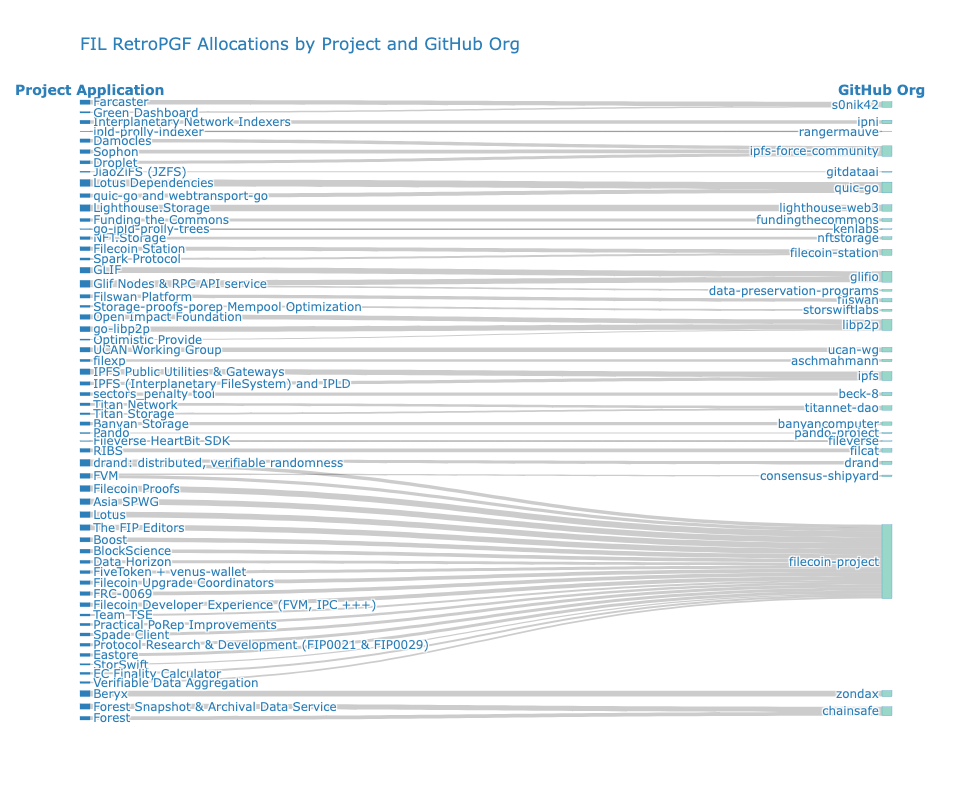 FIL RetroPGF Allocations by Project and GitHub Org
Project Application
GitHub Org
Farcaster
Green Dashboard
Interplanetary Network Indexers
ipld-prolly-indexer
Damocles
Sophon
Droplet
JiaoZiFS (JZFS)
Lotus Dependencies
quic-go and webtransport-go
Lighthouse.Storage
Funding the Commons
go-ipld-prolly-trees
NFT.Storage
Filecoin Station
Spark Protocol
GLIF
Glif Nodes & RPC API service
Filswan Platform
Storage-proofs-porep Mempool Optimization
Open Impact Foundation
go-libp2p
Optimistic Provide
UCAN Working Group
filexp
IPFS Public Utilities & Gateways
IPFS (Interplanetary FileSystem) and IPLD
sectors_penalty tool
Titan Network
Titan Storage
Banyan Storage
Pando
Fileverse HeartBit SDK
RIBS
drand: distributed, verifiable randomness
FVM
Filecoin Proofs
Asia SPWG
Lotus
The FIP Editors
Boost
BlockScience
Data Horizon
FiveToken + venus-wallet
Filecoin Upgrade Coordinators
FRC-0069
Filecoin Developer Experience (FVM, IPC +++)
Team TSE
Practical PoRep Improvements
Spade Client
Protocol Research & Development (FIP0021 & FIP0029)
Eastore
StorSwift
EC Finality Calculator
Verifiable Data Aggregation
Beryx
Forest Snapshot & Archival Data Service
Forest
s0nik42
ipni
rangermauve
ipfs-force-community
gitdataai
quic-go
lighthouse-web3
fundingthecommons
kenlabs
nftstorage
filecoin-station
glifio
data-preservation-programs
filswan
storswiftlabs
libp2p
ucan-wg
aschmahmann
ipfs
beck-8
titannet-dao
banyancomputer
pando-project
fileverse
filcat
drand
consensus-shipyard
filecoin-project
zondax
chainsafe